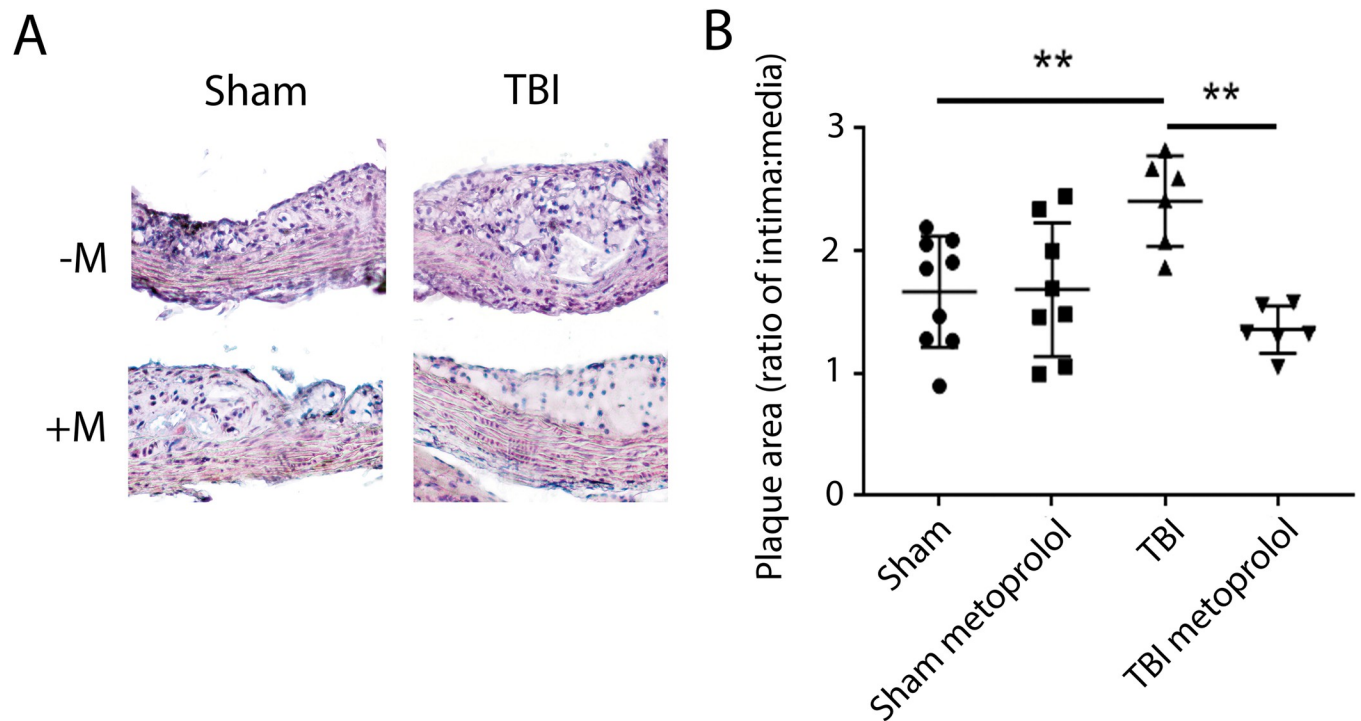 A
Sham TBI
-M
+M
B
Plaque area (ratio of intima:media)
**
**
3
2
1
0
Sham
Sham metoprolol
TBI
TBI metoprolol